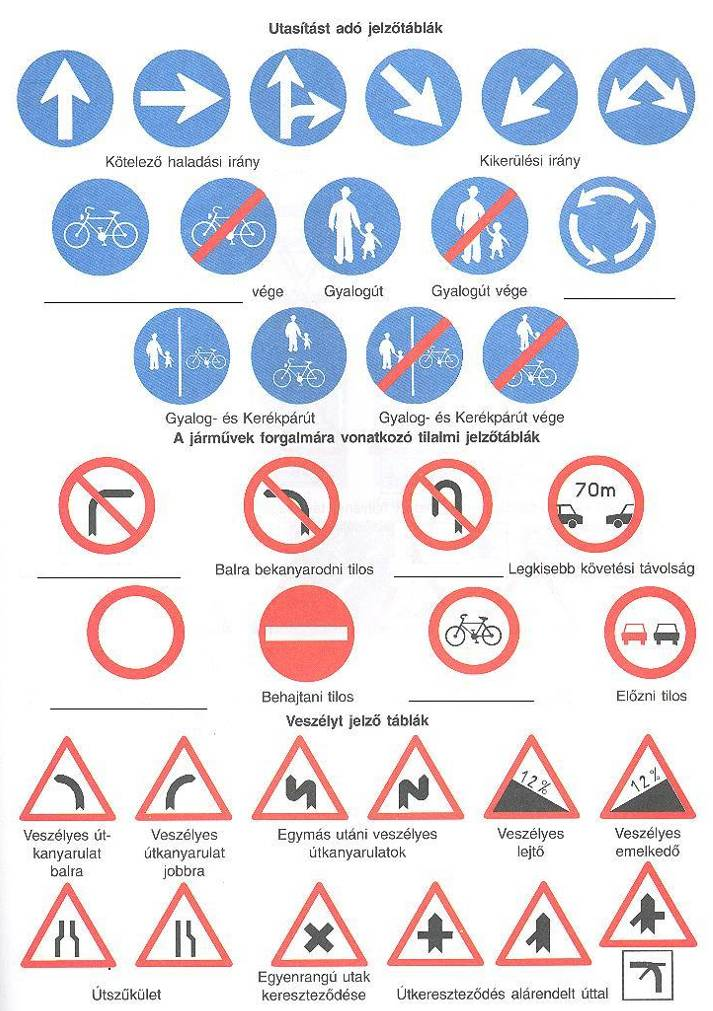 Utasítást adó jelzőtáblák
Kötelező haladási irány
Kikerülési irány
vége
Gyalogút
Gyalogút vége
Gyalog- és Kerékpárút
Gyalog- és Kerékpárút vége
A járművek forgalmára vonatkozó tilalmi jelzőtáblák
70m
Balra bekanyarodni tilos
Legkisebb követési távolság
Behajtani tilos
Előzni tilos
Veszélyt jelző táblák
12%
12%
Veszélyes út-
kanyarulat
balra
Veszélyes
útkanyarulat
jobbra
Egymás utáni veszélyes
útkanyarulatok
Veszélyes
lejtő
Veszélyes
emelkedő
Útszűkület
Egyenrangú utak
kereszteződése
Útkereszteződés alárendelt úttal